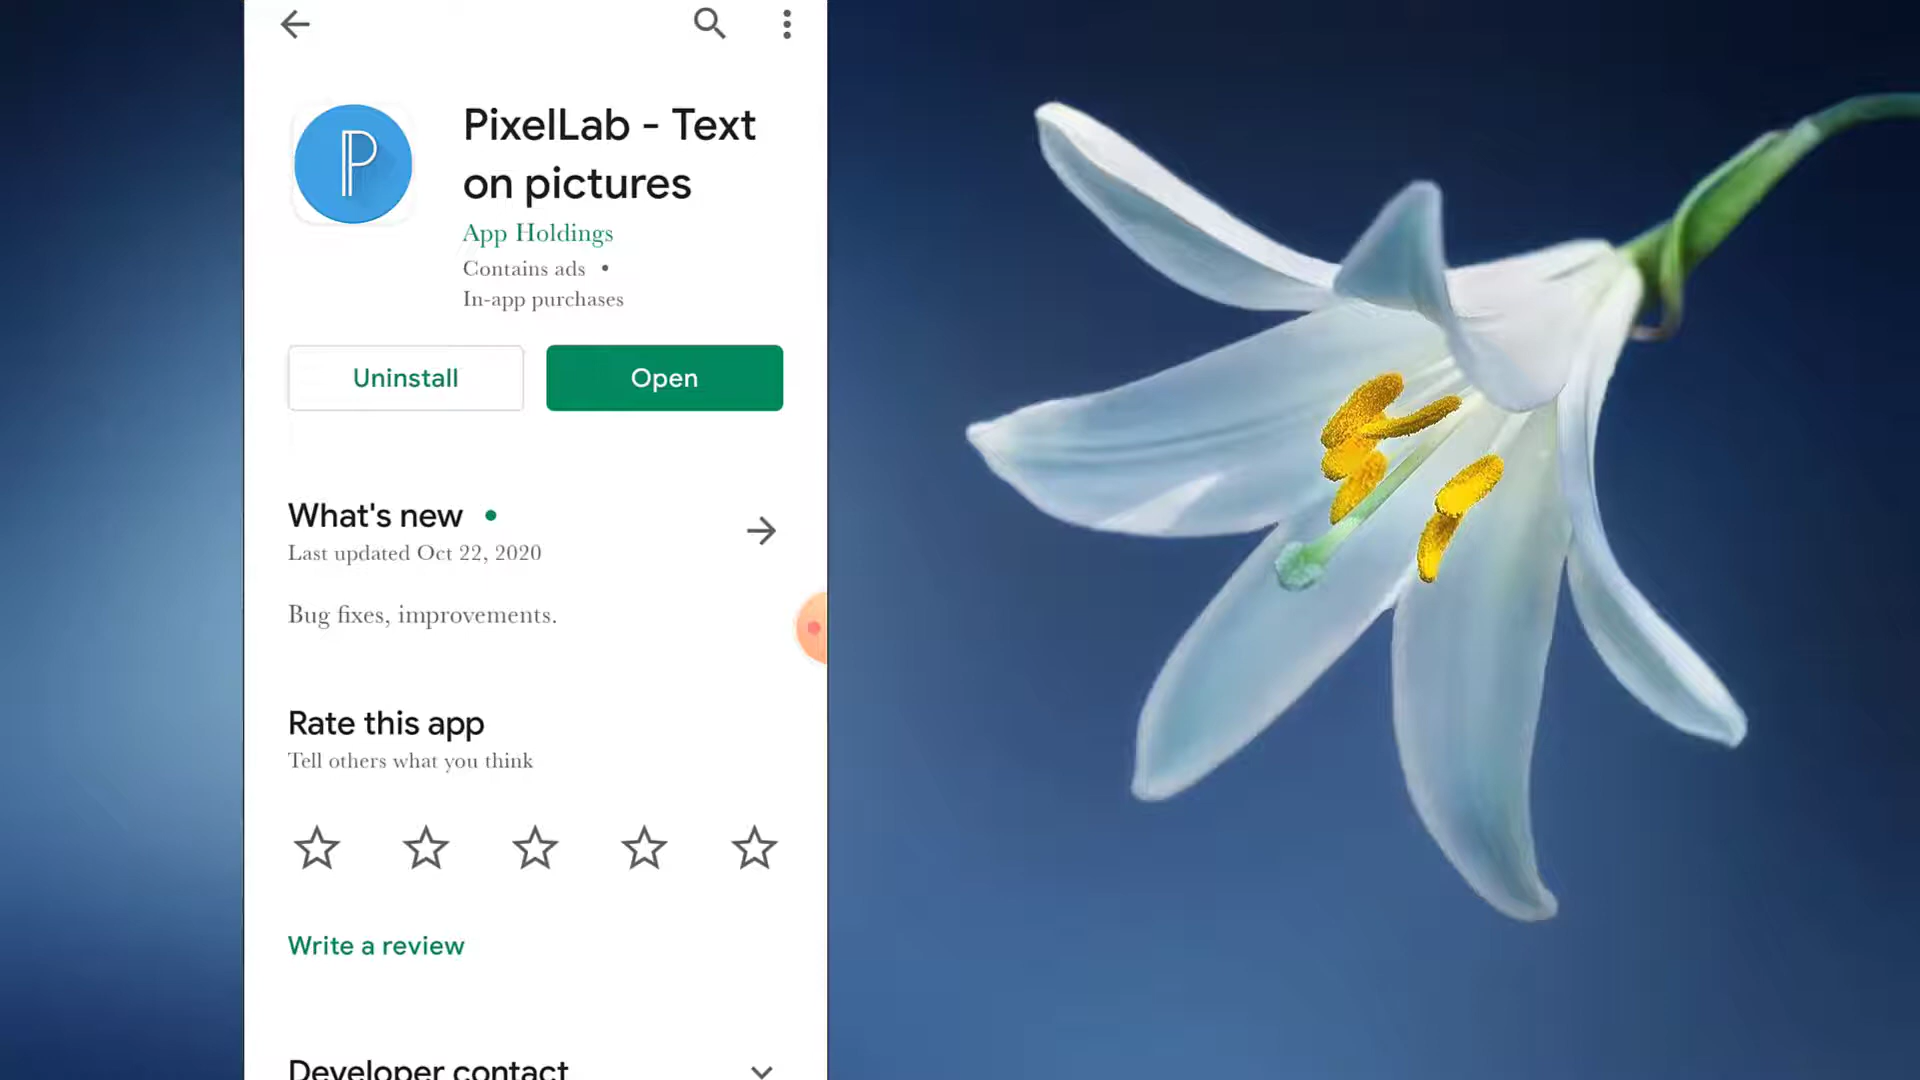 P
PixelLab - Text
on pictures
App Holdings
Contains ads •
In-app purchases
Uninstall
Open
What's new •
Last updated Oct 22, 2020
Bug fixes, improvements.
Rate this app
Tell others what you think
Write a review
Developer contact